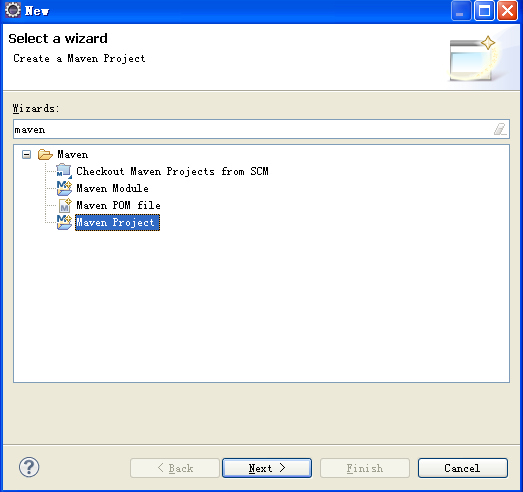 New
Select a wizard
Create a Maven Project
Wizards:
maven
Maven
Checkout Maven Projects from SCM
Maven Module
Maven POM file
Maven Project
< Back
Next >
Finish
Cancel